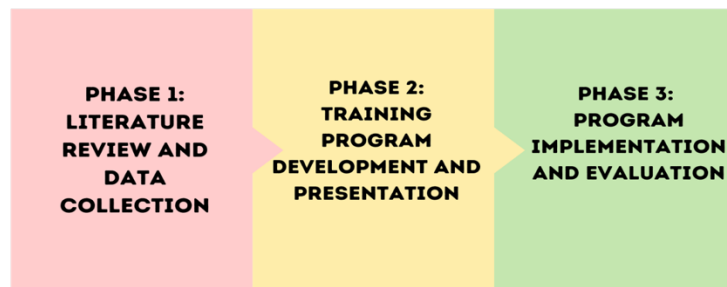 PHASE 1:
LITERATURE
REVIEW AND
DATA
COLLECTION
PHASE 2:
TRAINING
PROGRAM
DEVELOPMENT AND
PRESENTATION
PHASE 3:
PROGRAM
IMPLEMENTATION
AND EVALUATION